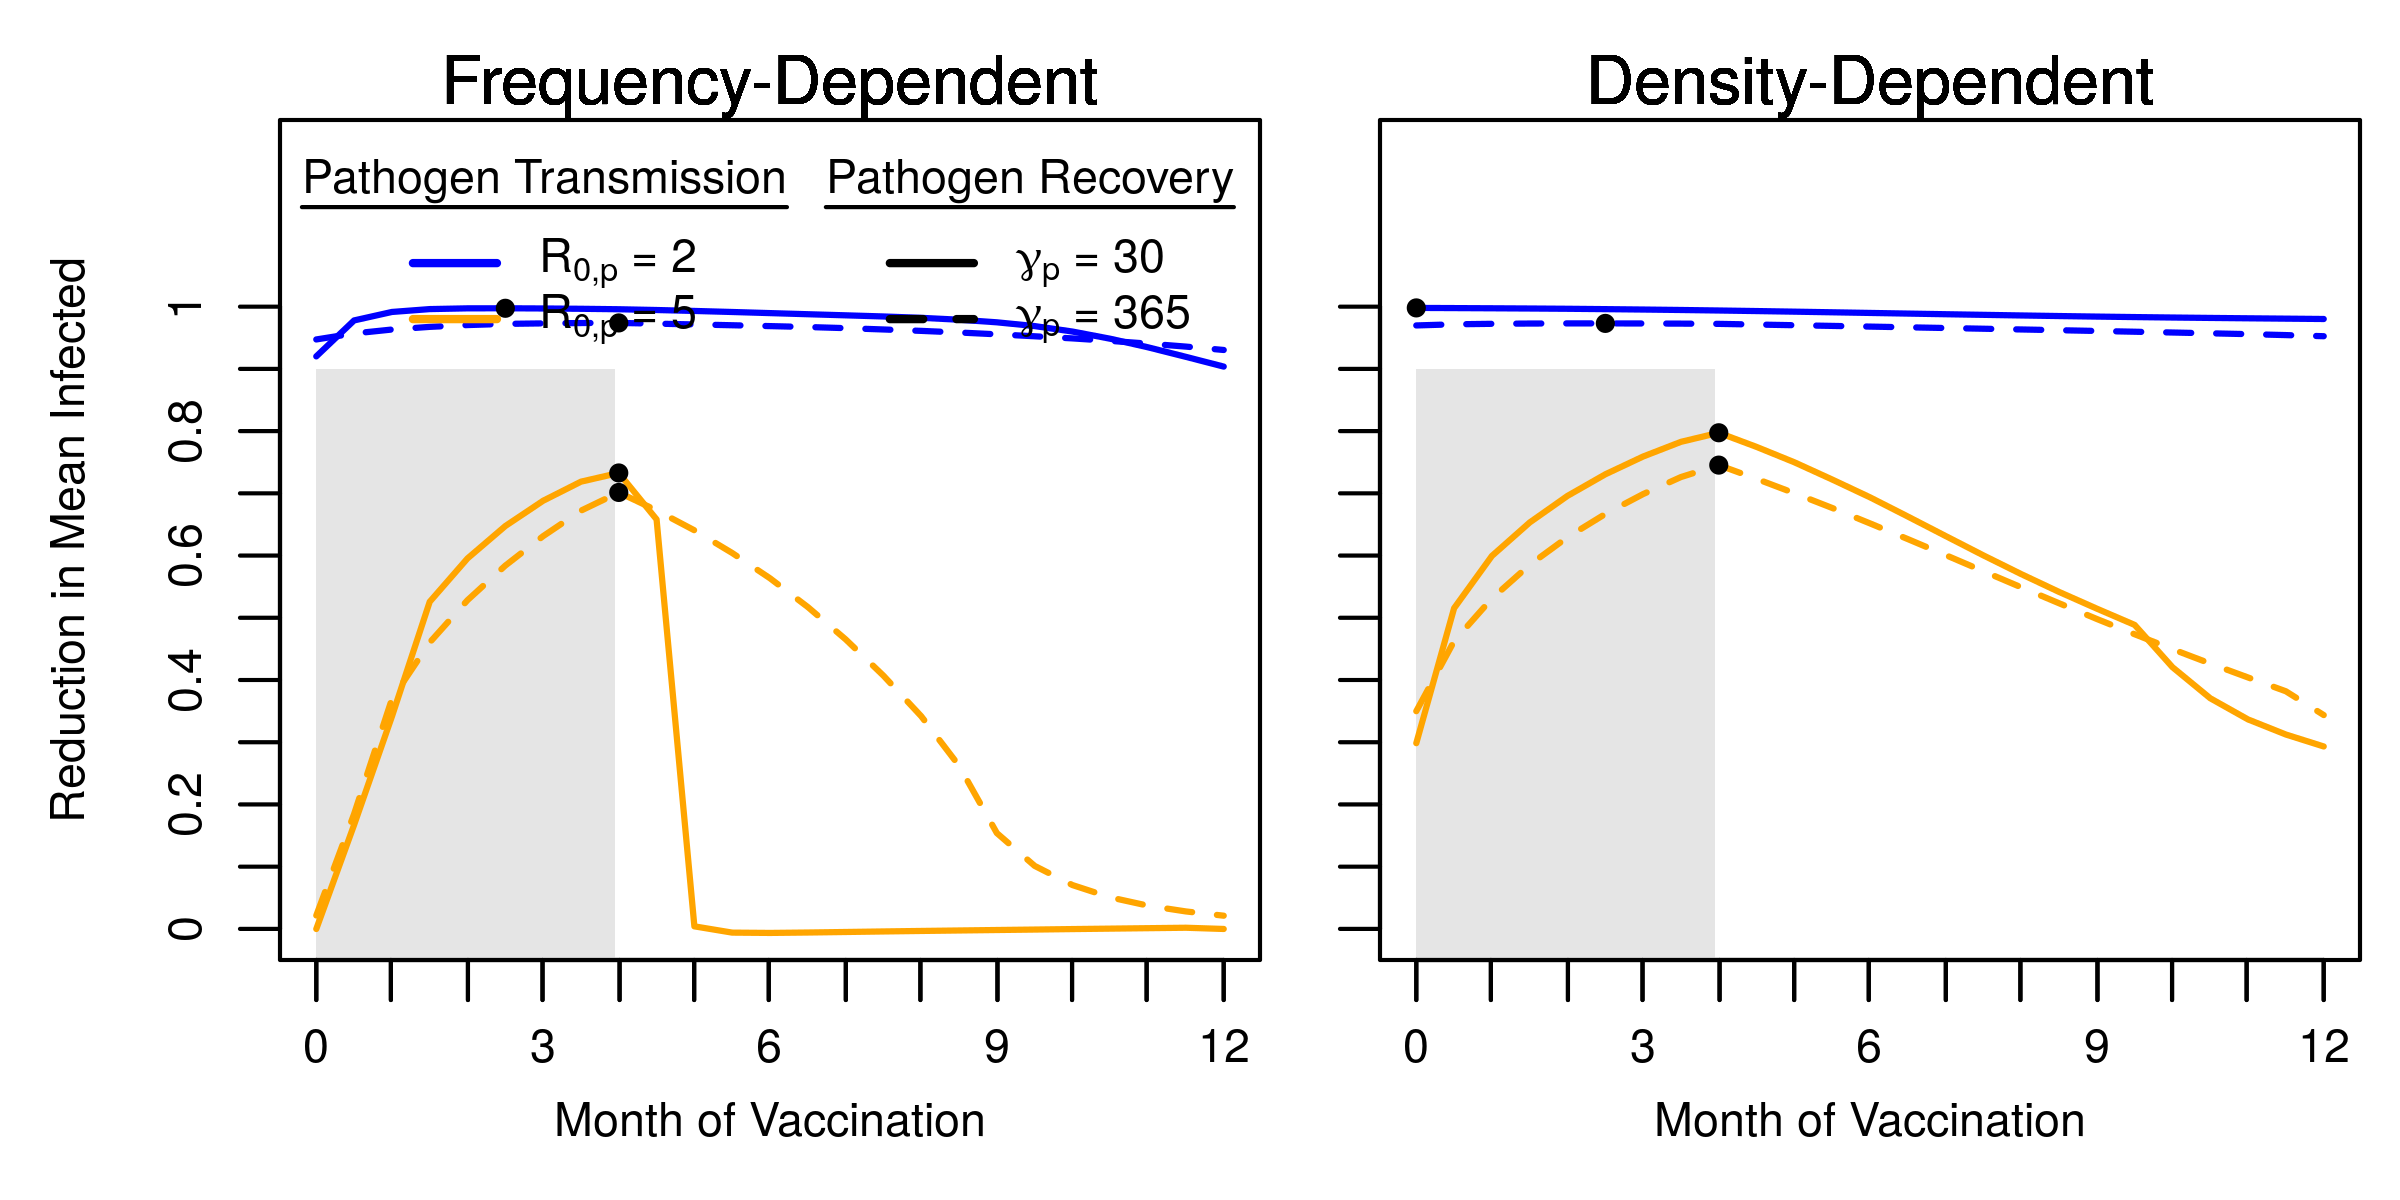 Frequency-Dependent
Density-Dependent
Pathogen Transmission
Pathogen Recovery
R0,p = 2
γp = 30
R0,p = 5
γp = 365
Reduction in Mean Infected
1
0.8
0.6
0.4
0.2
0
0 3 6 9 12
0 3 6 9 12
Month of Vaccination
Month of Vaccination